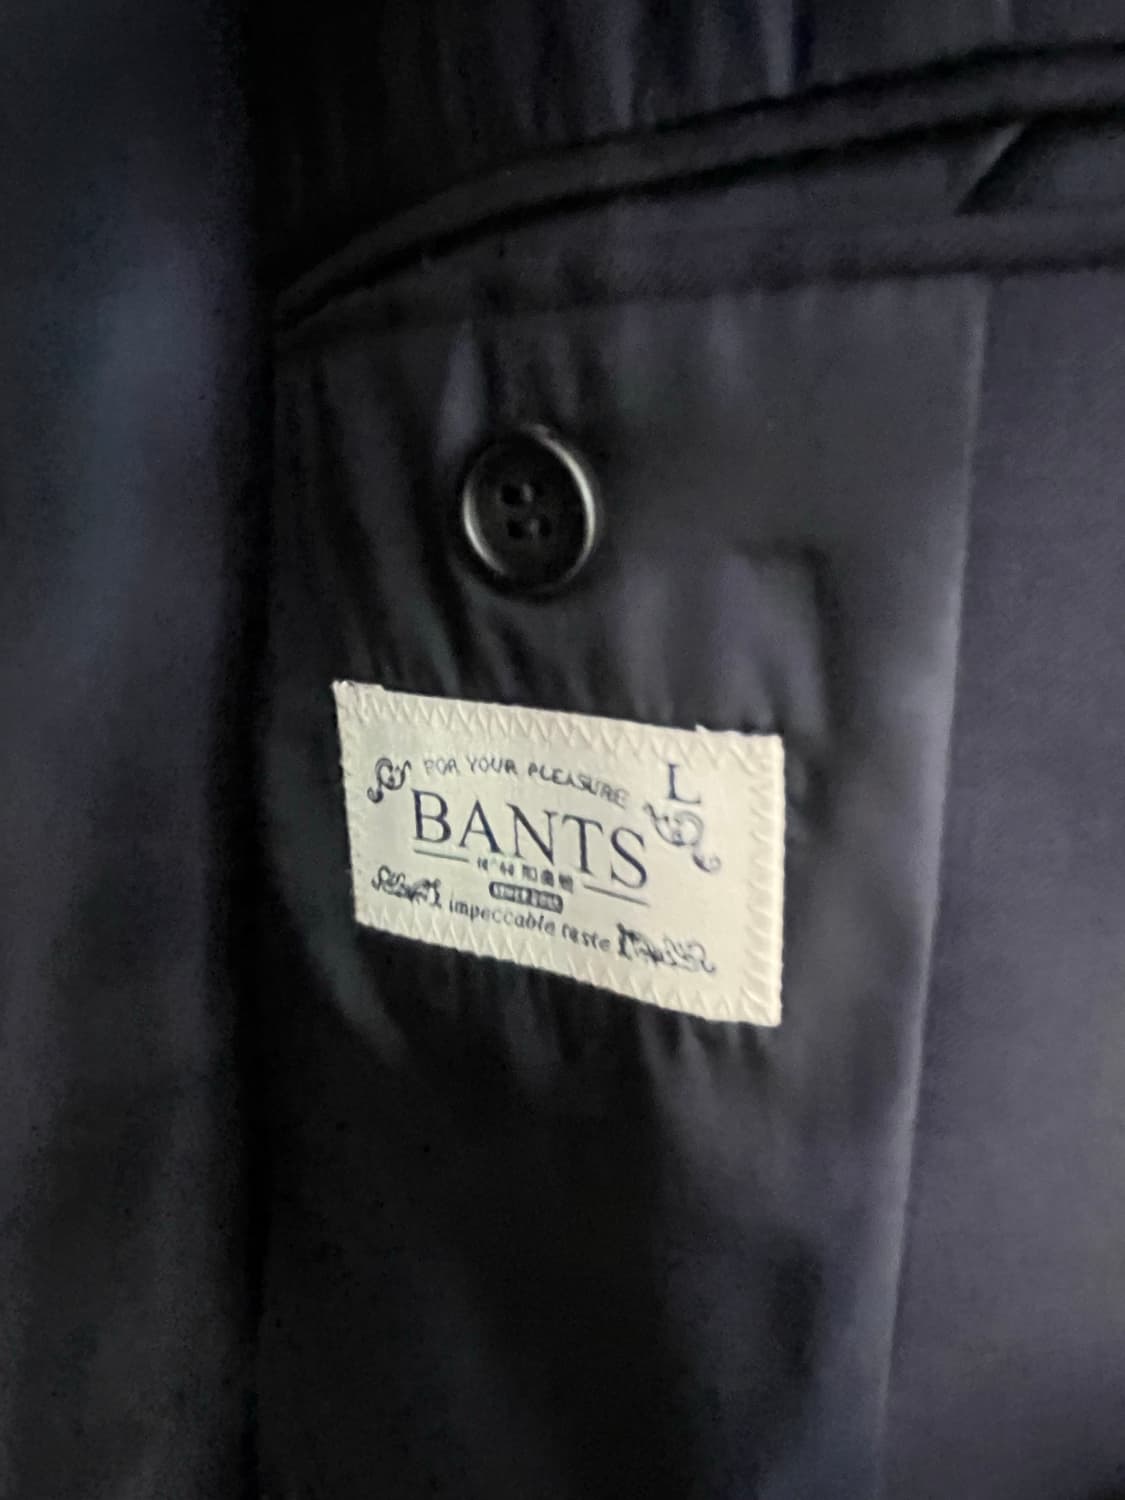 L
FOR YOUR PLEASURE
BANTS
impeccable taste